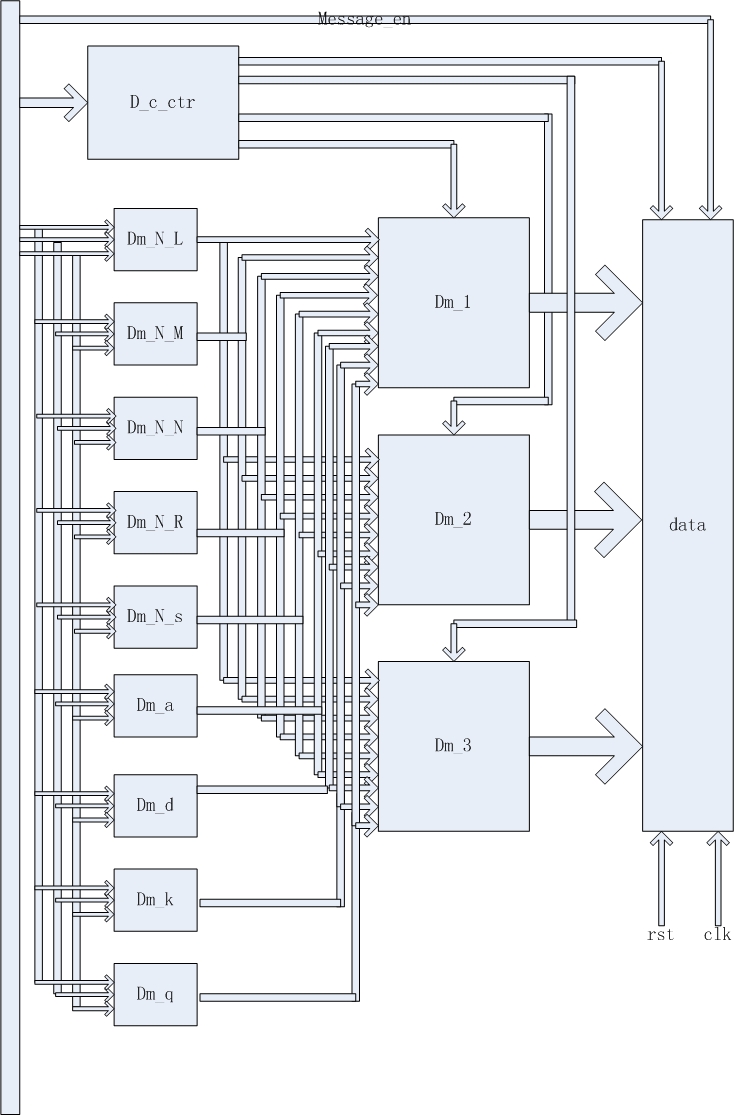 Message_en
D_c_ctr
Dm_N_L
Dm_N_M
Dm_N_N
Dm_N_R
Dm_N_s
Dm_a
Dm_d
Dm_k
Dm_q
Dm_1
Dm_2
Dm_3
data
rst
clk